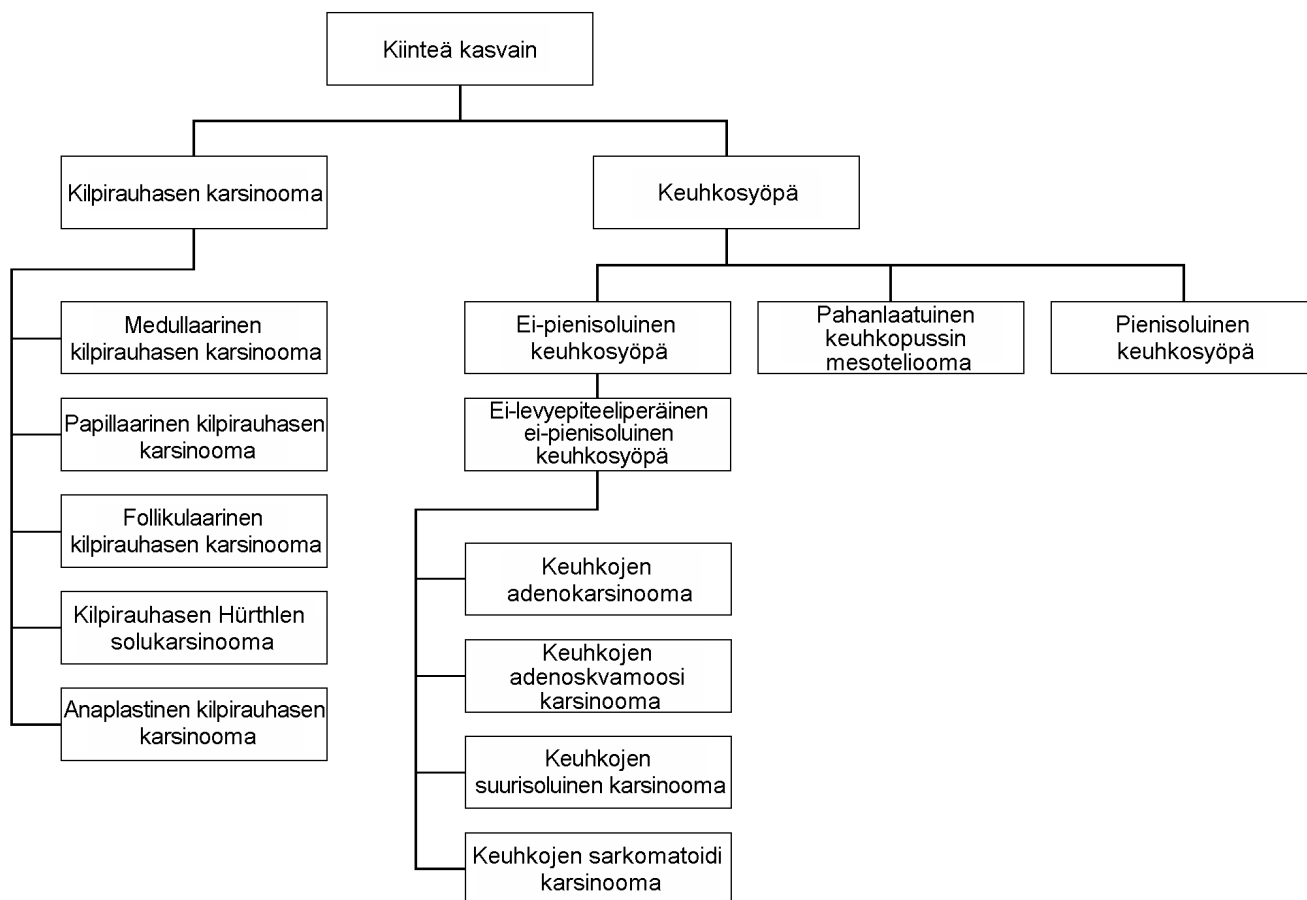 Kiinteä kasvain
Kilpirauhasen karsinooma
Keuhkosyöpä
Medullaarinen
kilpirauhasen karsinooma
Papillaarinen kilpirauhasen
karsinooma
Follikulaarinen
kilpirauhasen karsinooma
Kilpirauhasen Hürthlen
solukarsinooma
Anaplastinen kilpirauhasen
karsinooma
Ei-pienisoluinen
keuhkosyöpä
Pahanlaatuinen
keuhkopussin
mesoteliooma
Pienisoluinen
keuhkosyöpä
Ei-levyepiteeliperäinen
ei-pienisoluinen
keuhkosyöpä
Keuhkojen
adenokarsinooma
Keuhkojen
adenoskvamoosi
karsinooma
Keuhkojen
suurisoluinen karsinooma
Keuhkojen sarkomatoidi
karsinooma